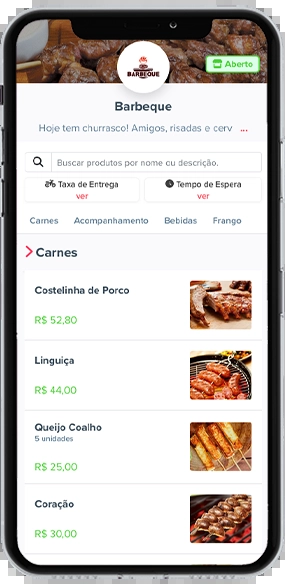 BARBEQUE
Aberto
Barbeque
Hoje tem churrasco! Amigos, risadas e cerv ...
Buscar produtos por nome ou descrição.
Taxa de Entrega
ver
Tempo de Espera
ver
Carnes Acompanhamento Bebidas Frango
Carnes
Costelinha de Porco
R$ 52,80
Linguiça
R$ 44,00
Queijo Coalho
5 unidades
R$ 25,00
Coração
R$ 30,00